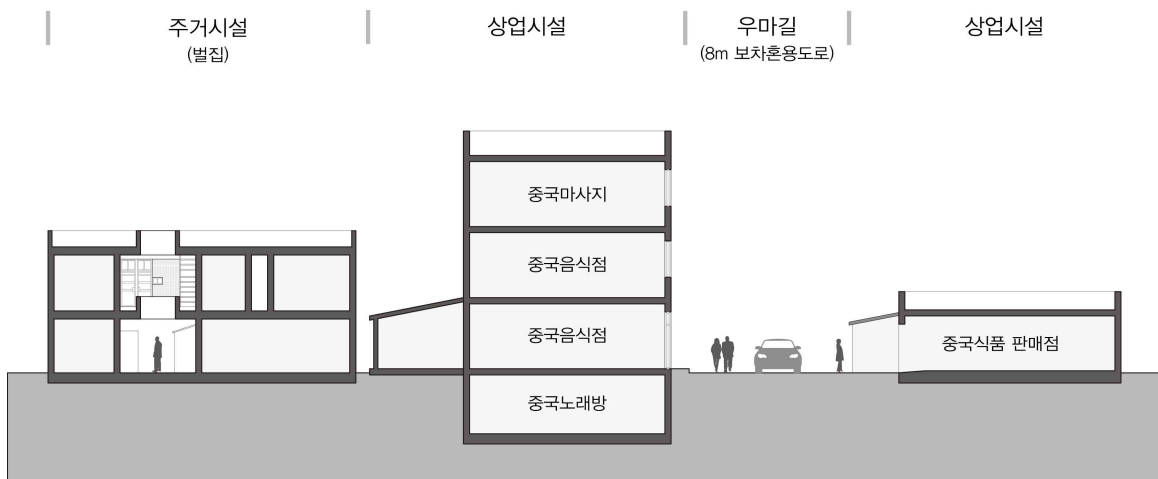 주거시설
(벌집)
상업시설
우마길
(8m 보차혼용도로)
상업시설
중국마사지
중국음식점
중국음식점
중국식품 판매점
중국노래방